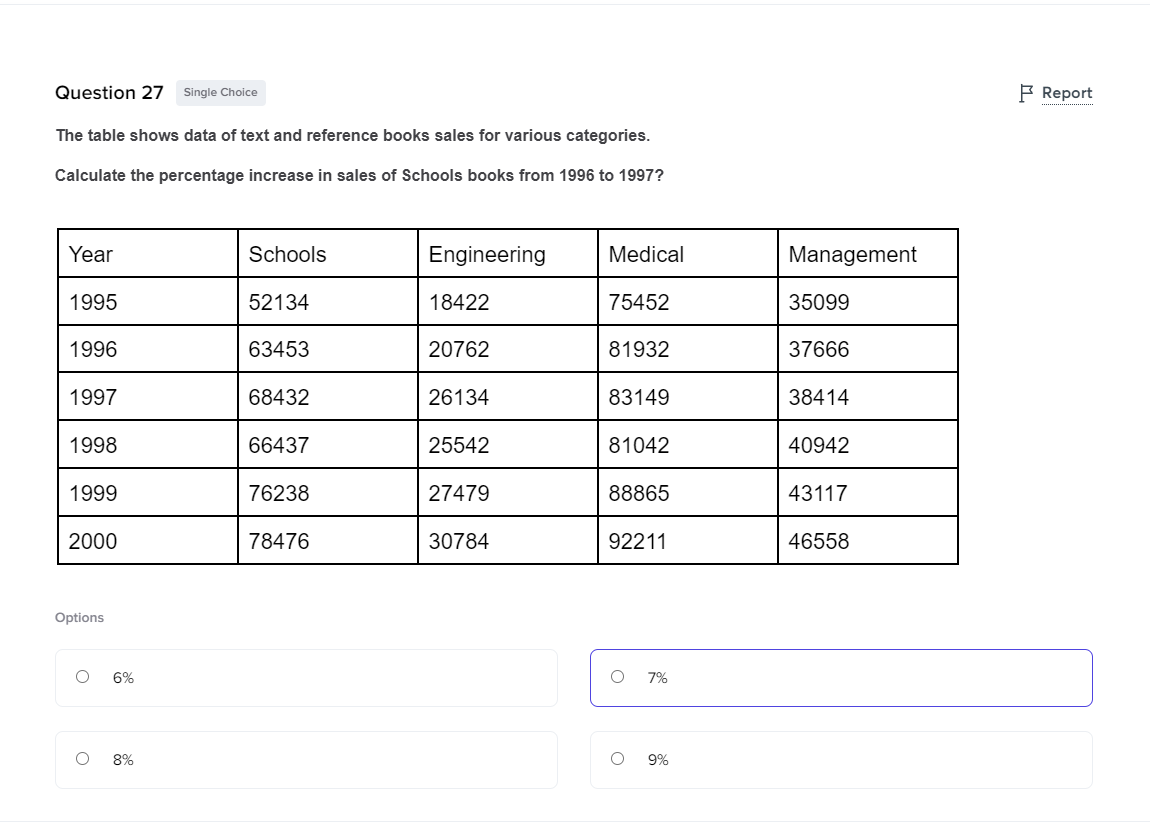 Question 27 Single Choice Report
The table shows data of text and reference books sales for various categories.
Calculate the percentage increase in sales of Schools books from 1996 to 1997?
Year Schools Engineering Medical Management
1995 52134 18422 75452 35099
1996 63453 20762 81932 37666
1997 68432 26134 83149 38414
1998 66437 25542 81042 40942
1999 76238 27479 88865 43117
2000 78476 30784 92211 46558
Options
6% 7%
8% 9%